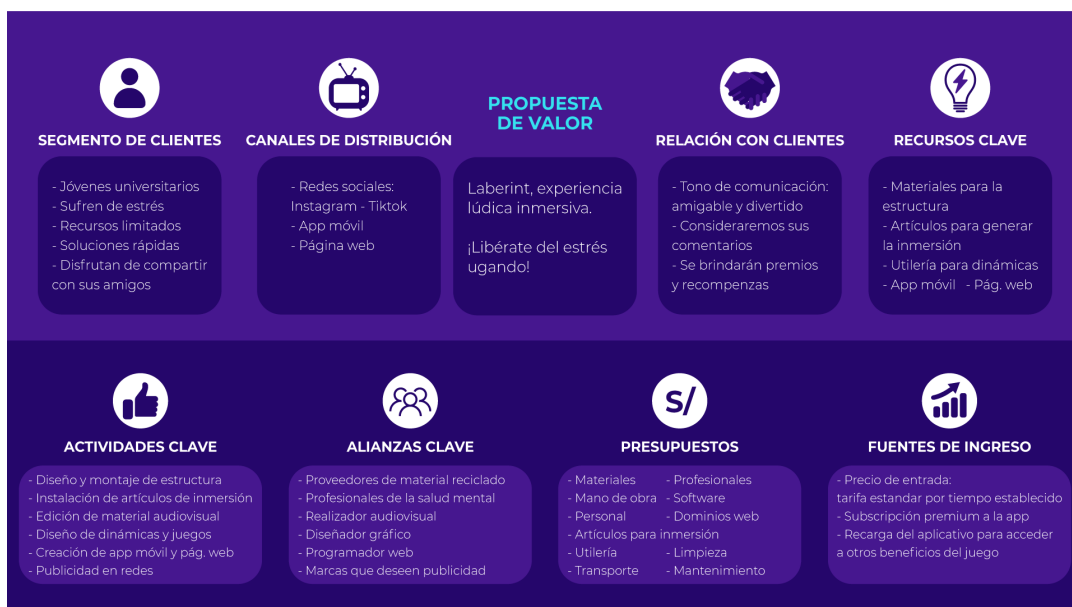 SEGMENTO DE CLIENTES
- Jóvenes universitarios
- Sufren de estrés
- Recursos limitados
- Soluciones rápidas
- Disfrutan de compartir
con sus amigos
CANALES DE DISTRIBUCIÓN
- Redes sociales:
Instagram - Tiktok
- App móvil
- Página web
PROPUESTA
DE VALOR
Laberint, experiencia
lúdica inmersiva.
¡Libérate del estrés
ugando!
RELACIÓN CON CLIENTES
- Tono de comunicación:
amigable y divertido
- Consideraremos sus
comentarios
- Se brindarán premios
y recompenzas
RECURSOS CLAVE
- Materiales para la
estructura
- Artículos para generar
la inmersión
- Utilería para dinámicas
- App móvil - Pág. web
ACTIVIDADES CLAVE
- Diseño y montaje de estructura
- Instalación de artículos de inmersión
- Edición de material audiovisual
- Diseño de dinámicas y juegos
- Creación de app móvil y pág. web
- Publicidad en redes
ALIANZAS CLAVE
- Proveedores de material reciclado
- Profesionales de la salud mental
- Realizador audiovisual
- Diseñador gráfico
- Programador web
- Marcas que deseen publicidad
S/
PRESUPUESTOS
- Materiales - Profesionales
- Mano de obra - Software
- Personal - Dominios web
- Artículos para inmersión
- Utilería - Limpieza
- Transporte - Mantenimiento
FUENTES DE INGRESO
- Precio de entrada:
tarifa estandar por tiempo establecido
- Subscripción premium a la app
- Recarga del aplicativo para acceder
a otros beneficios del juego